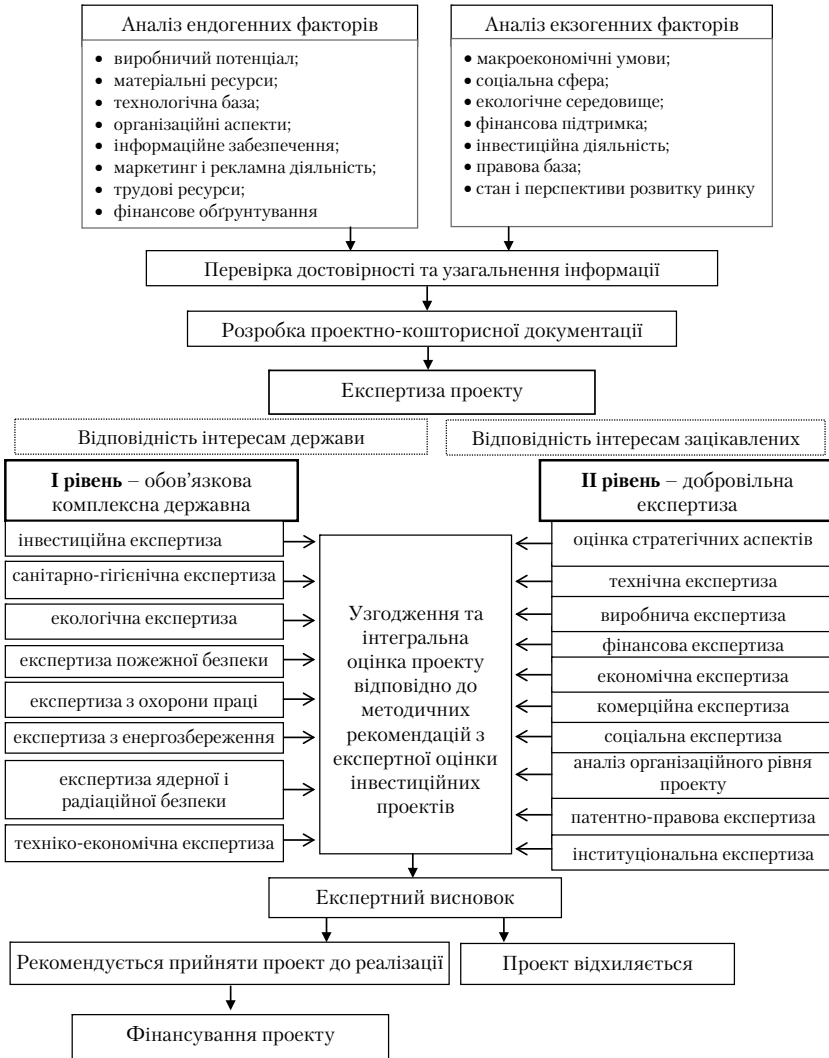 Аналіз ендогенних факторів
• виробничий потенціал;
• матеріальні ресурси;
• технологічна база;
• організаційні аспекти;
• інформаційне забезпечення;
• маркетинг і рекламна діяльність;
• трудові ресурси;
• фінансове обґрунтування
Аналіз екзогенних факторів
• макроекономічні умови;
• соціальна сфера;
• екологічне середовище;
• фінансова підтримка;
• інвестиційна діяльність;
• правова база;
• стан і перспективи розвитку ринку
Перевірка достовірності та узагальнення інформації
Розробка проектно-кошторисної документації
Експертиза проекту
Відповідність інтересам держави
Відповідність інтересам зацікавлених
І рівень – обов’язкова
комплексна державна
інвестиційна експертиза
санітарно-гігієнічна експертиза
екологічна експертиза
експертиза пожежної безпеки
експертиза з охорони праці
експертиза з енергозбереження
експертиза ядерної і
радіаційної безпеки
техніко-економічна експертиза
Узгодження та
інтегральна
оцінка проекту
відповідно до
методичних
рекомендацій з
експертної оцінки
інвестиційних
проектів
ІІ рівень – добровільна
експертиза
оцінка стратегічних аспектів
технічна експертиза
виробнича експертиза
фінансова експертиза
економічна експертиза
комерційна експертиза
соціальна експертиза
аналіз організаційного рівня
проекту
патентно-правова експертиза
інституціональна експертиза
Експертний висновок
Рекомендується прийняти проект до реалізації
Проект відхиляється
Фінансування проекту